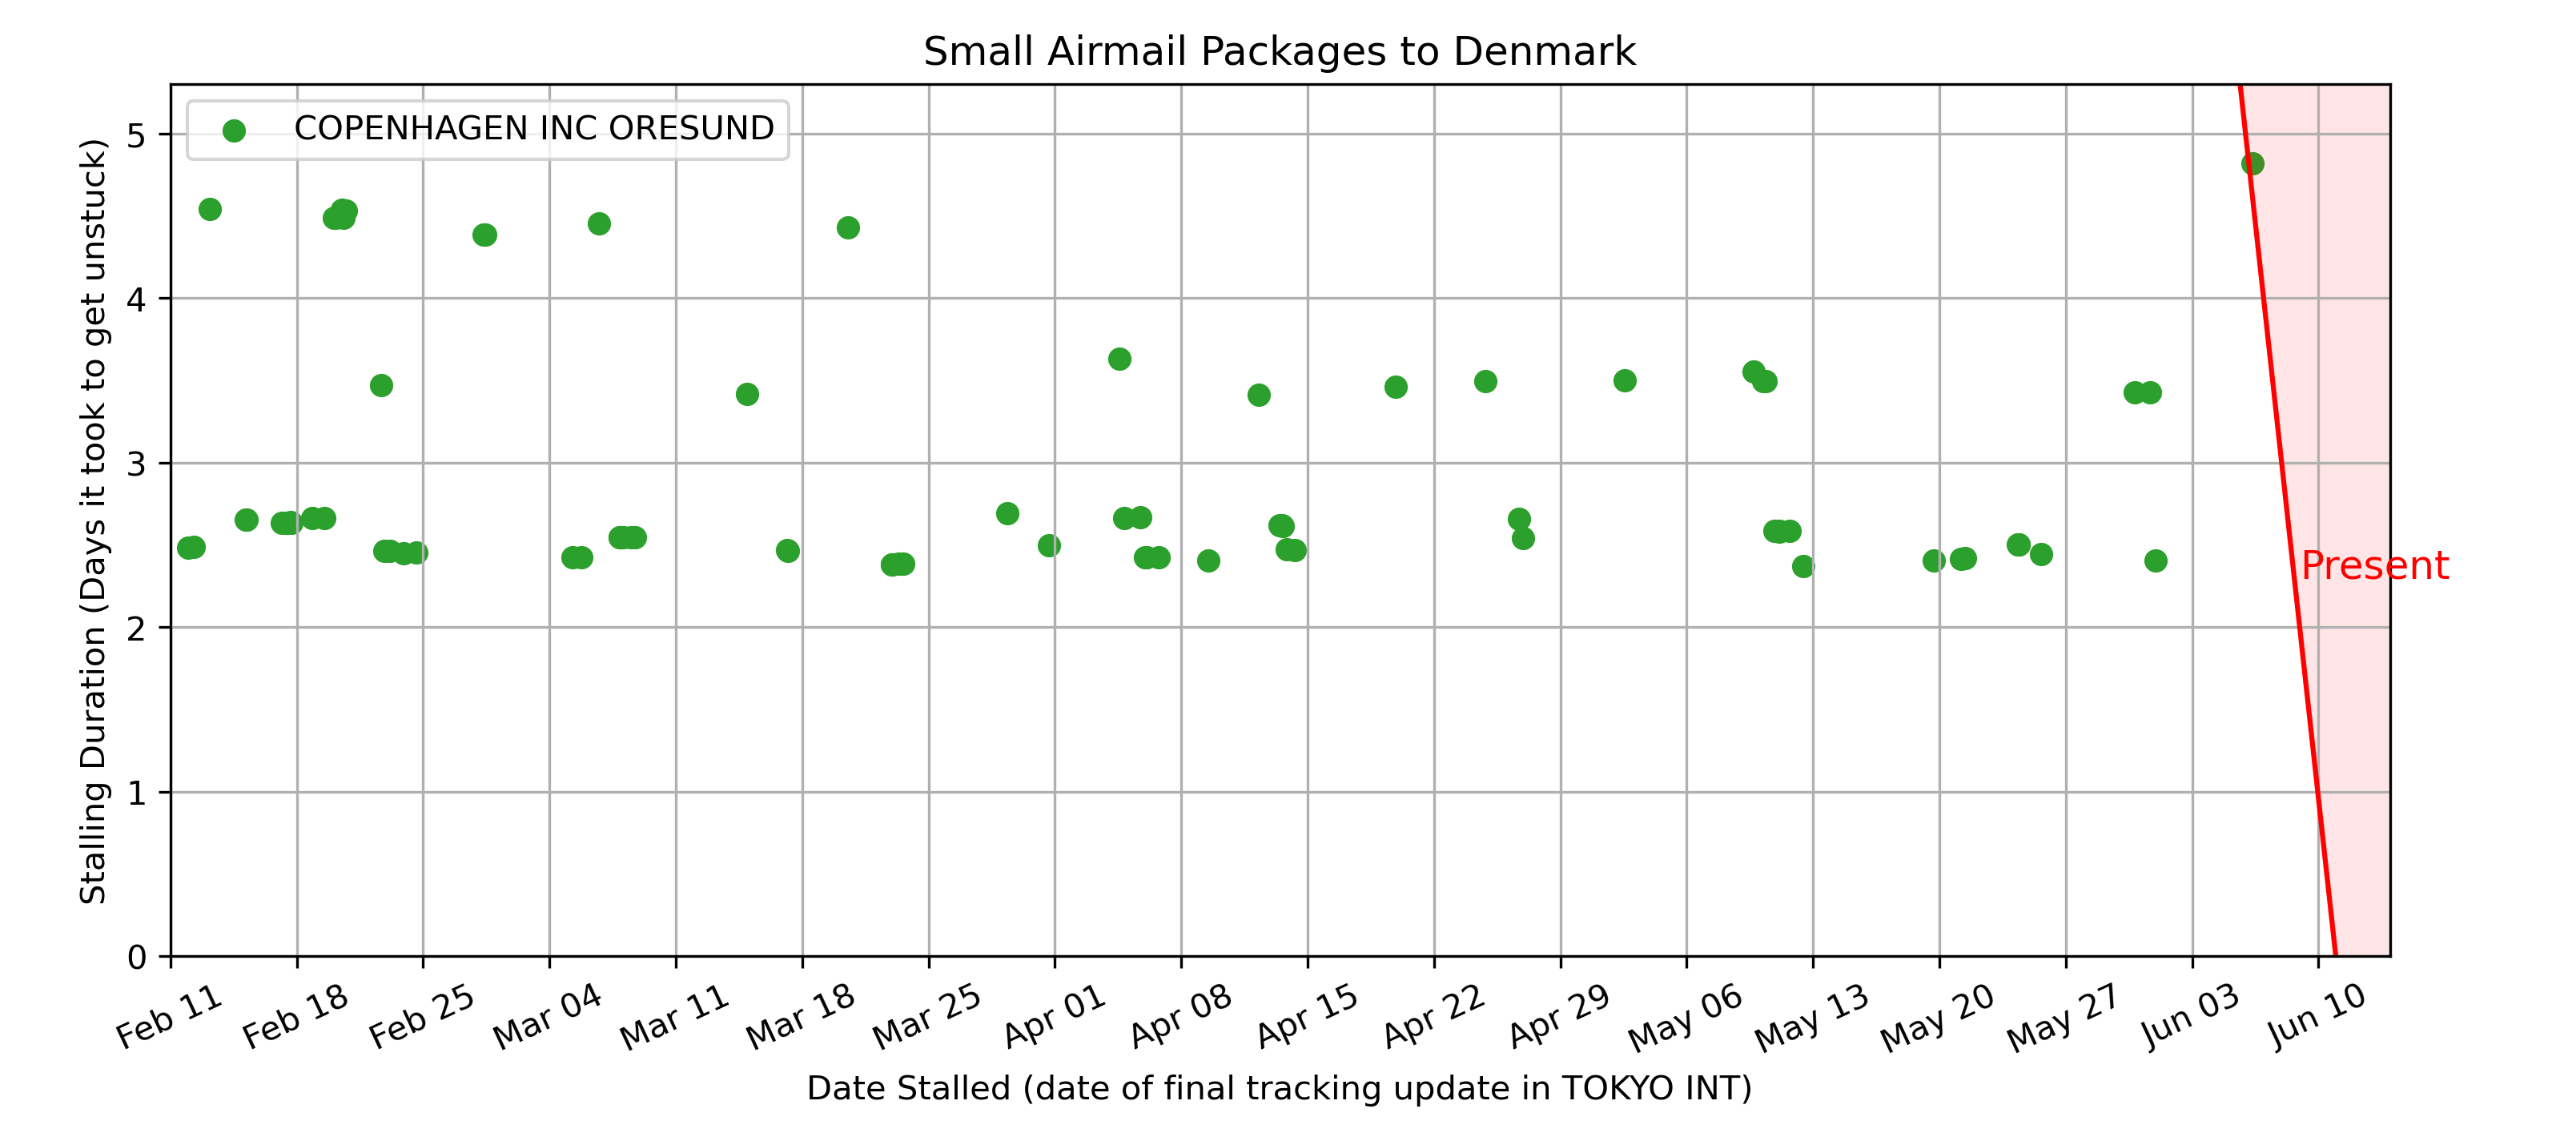 Small Airmail Packages to Denmark
COPENHAGEN INC ORESUND
Stalling Duration (Days it took to get unstuck)
5
4
3
2
1
0
Present
Feb 11 Feb 18 Feb 25 Mar 04 Mar 11 Mar 18 Mar 25 Apr 01 Apr 08 Apr 15 Apr 22 Apr 29 May 06 May 13 May 20 May 27 Jun 03 Jun 10
Date Stalled (date of final tracking update in TOKYO INT)